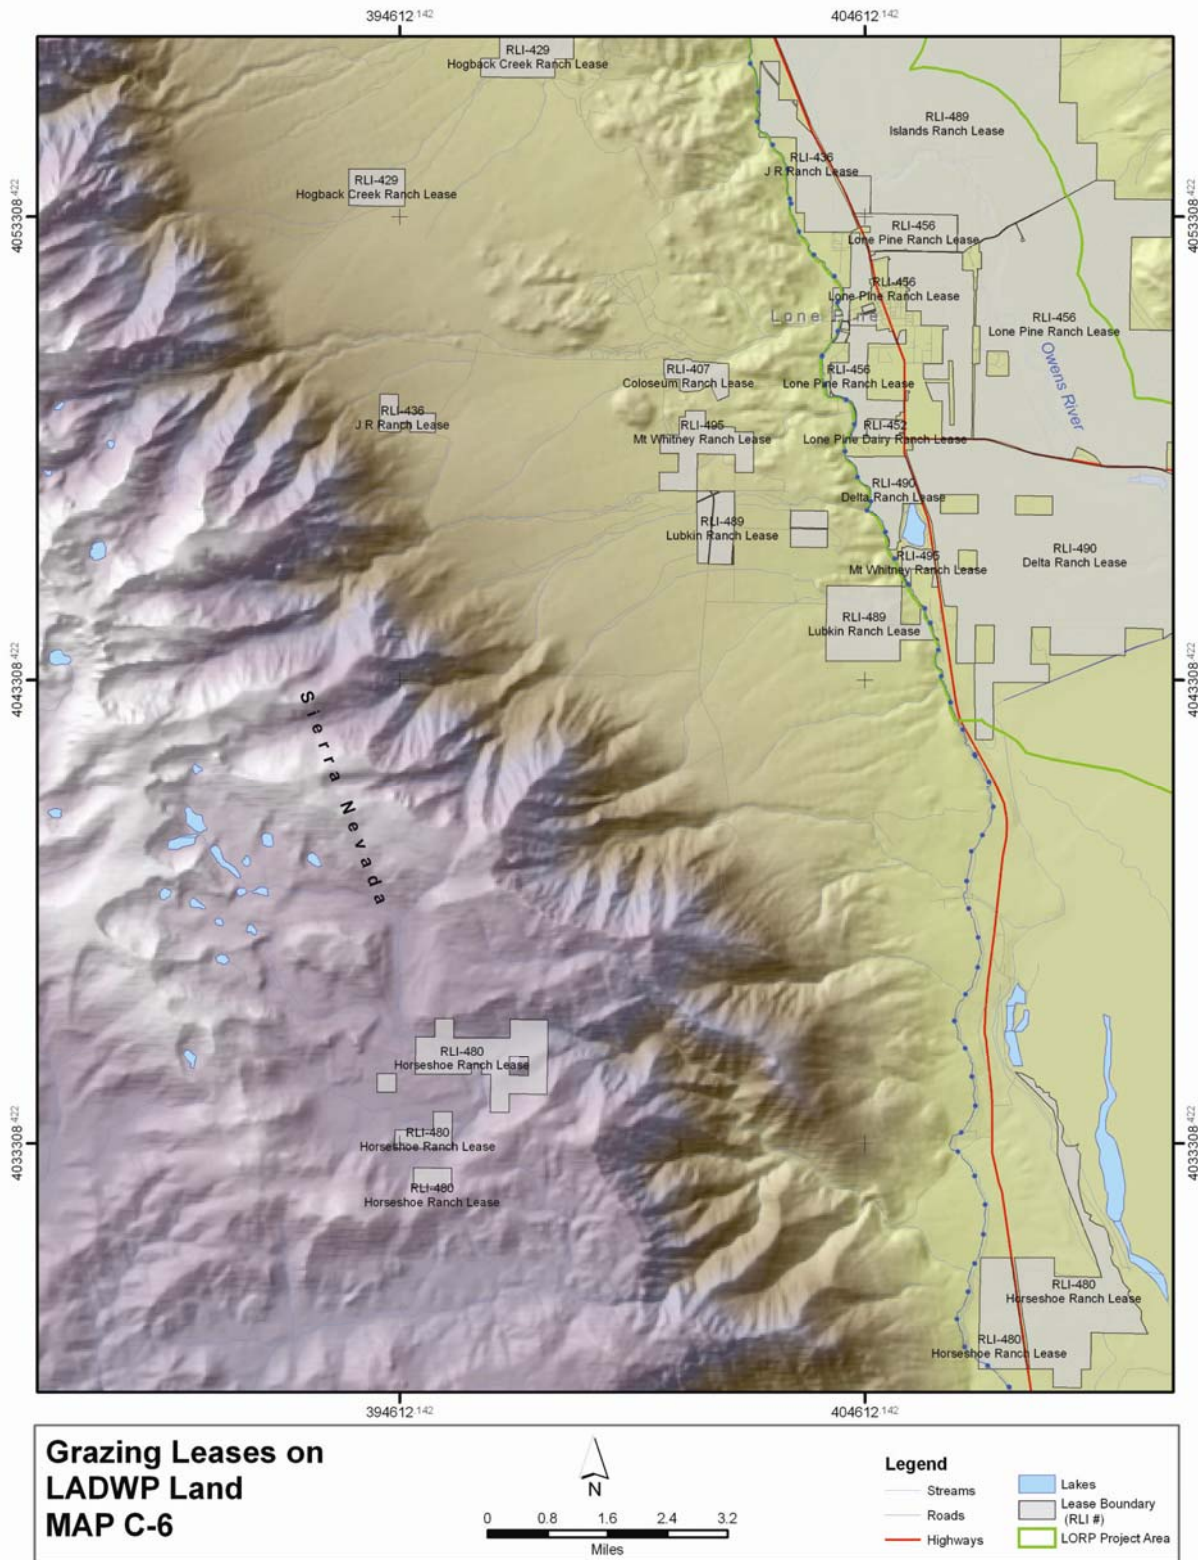 394612.142
404612.142
RLI-429
Hogback Creek Ranch Lease
RLI-489
Islands Ranch Lease
RLI-436
J R Ranch Lease
RLI-429
Hogback Creek Ranch Lease
4053308.422
4053308.422
RLI-456
Lone Pine Ranch Lease
RLI-456
Lone Pine Ranch Lease
Lone Pine
RLI-456
Lone Pine Ranch Lease
Owens River
RLI-407
Coloseum Ranch Lease
RLI-456
Lone Pine Ranch Lease
RLI-436
J R Ranch Lease
RLI-495
Mt Whitney Ranch Lease
RLI-452
Lone Pine Dairy Ranch Lease
RLI-490
Delta Ranch Lease
RLI-489
Lubkin Ranch Lease
RLI-495
Mt Whitney Ranch Lease
RLI-490
Delta Ranch Lease
RLI-489
Lubkin Ranch Lease
4043308.422
4043308.422
Sierra Nevada
RLI-480
Horseshoe Ranch Lease
RLI-480
Horseshoe Ranch Lease
4033308.422
4033308.422
RLI-480
Horseshoe Ranch Lease
RLI-480
Horseshoe Ranch Lease
RLI-480
Horseshoe Ranch Lease
394612.142
404612.142
Grazing Leases on
LADWP Land
MAP C-6
N
0 0.8 1.6 2.4 3.2
Miles
Legend
Streams
Roads
Highways
Lakes
Lease Boundary
(RLI #)
LORP Project Area